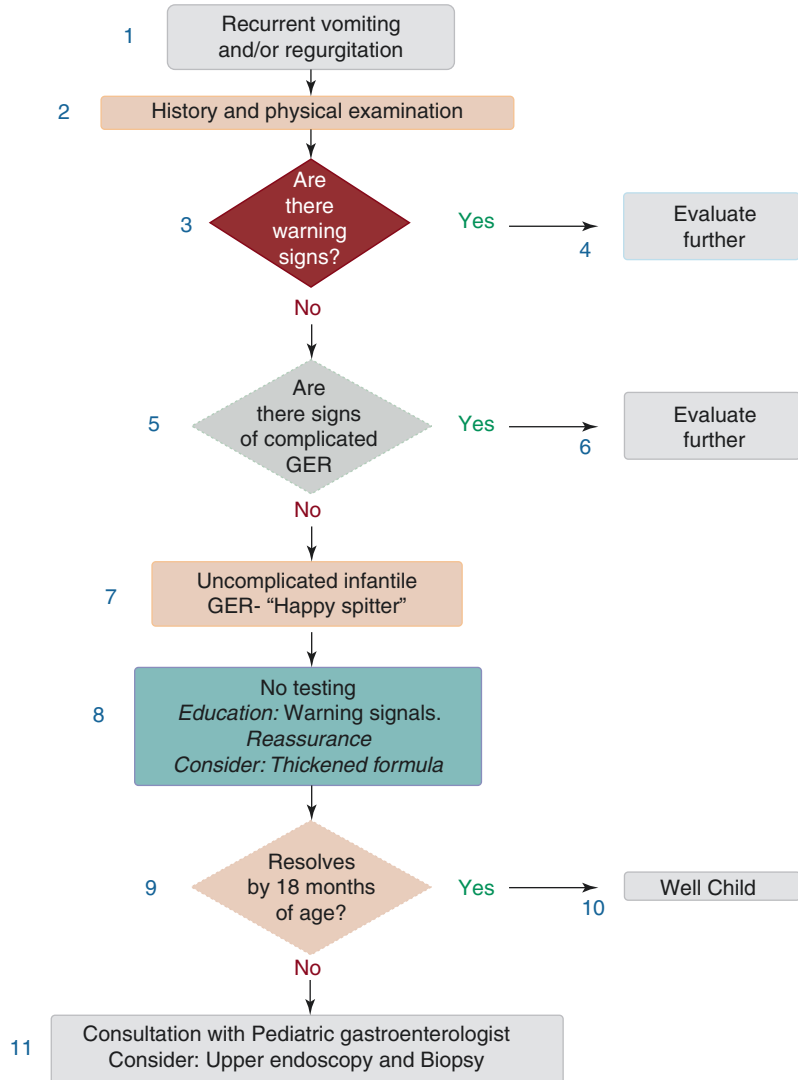 1
Recurrent vomiting
and/or regurgitation
2
History and physical examination
3
Are
there
warning
signs?
Yes
4
Evaluate
further
No
5
Are
there signs
of complicated
GER
Yes
6
Evaluate
further
No
7
Uncomplicated infantile
GER- “Happy spitter”
8
No testing
Education: Warning signals.
Reassurance
Consider: Thickened formula
9
Resolves
by 18 months
of age?
Yes
10
Well Child
No
11
Consultation with Pediatric gastroenterologist
Consider: Upper endoscopy and Biopsy